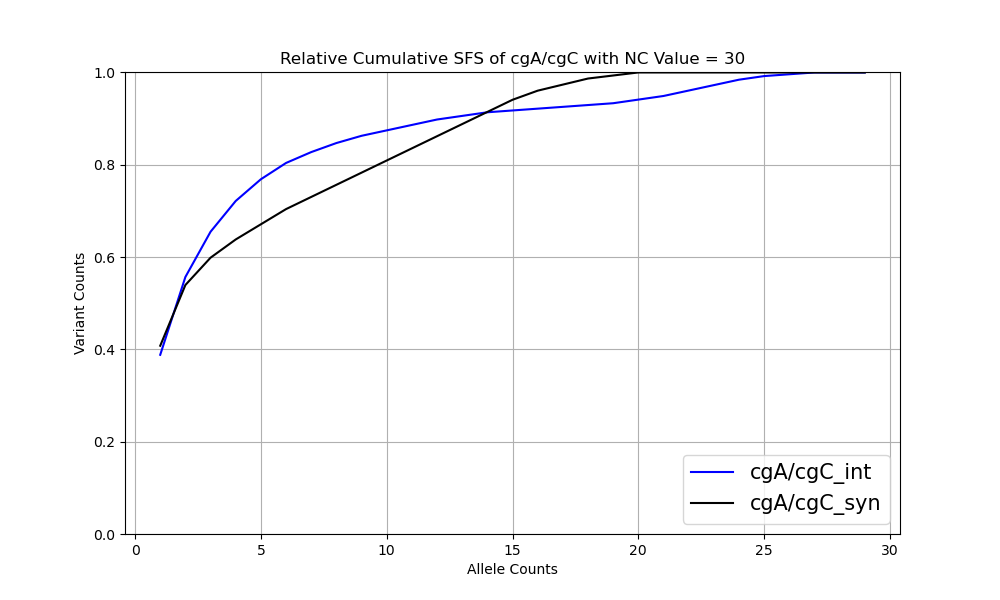 Relative Cumulative SFS of cgA/cgC with NC Value = 30
1.0
0.8
0.6
0.4
0.2
0.0
Variant Counts
cgA/cgC_int
cgA/cgC_syn
0 5 10 15 20 25 30
Allele Counts